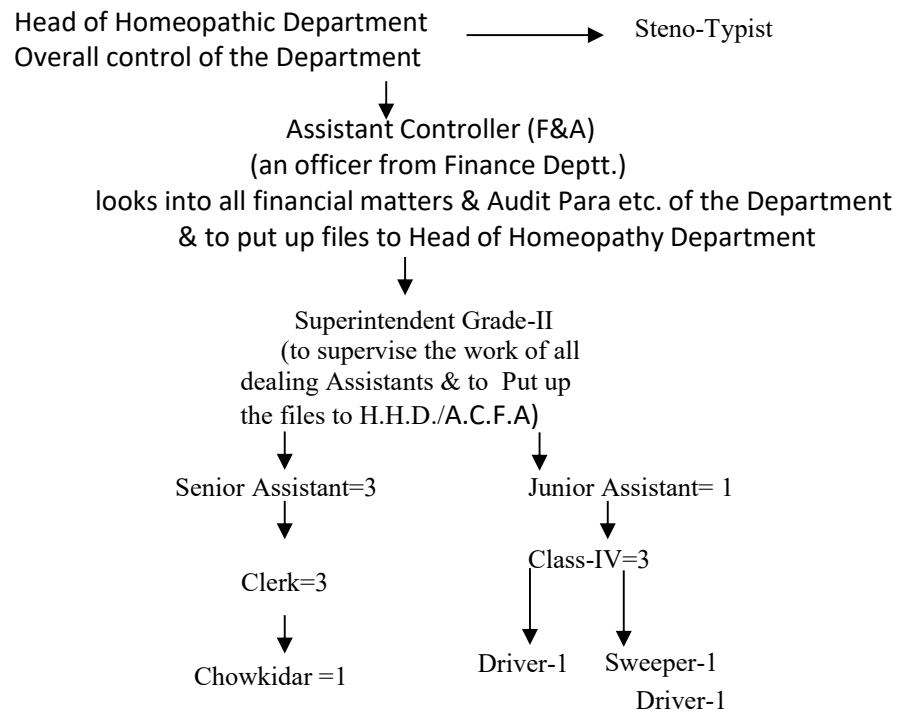 Head of Homeopathic Department
Overall control of the Department
Steno-Typist
Assistant Controller (F&A)
(an officer from Finance Deptt.)
looks into all financial matters & Audit Para etc. of the Department
& to put up files to Head of Homeopathy Department
Superintendent Grade-II
(to supervise the work of all
dealing Assistants & to Put up
the files to H.H.D./A.C.F.A)
Senior Assistant=3
Junior Assistant= 1
Class-IV=3
Clerk=3
Driver-1
Sweeper-1
Chowkidar =1
Driver-1